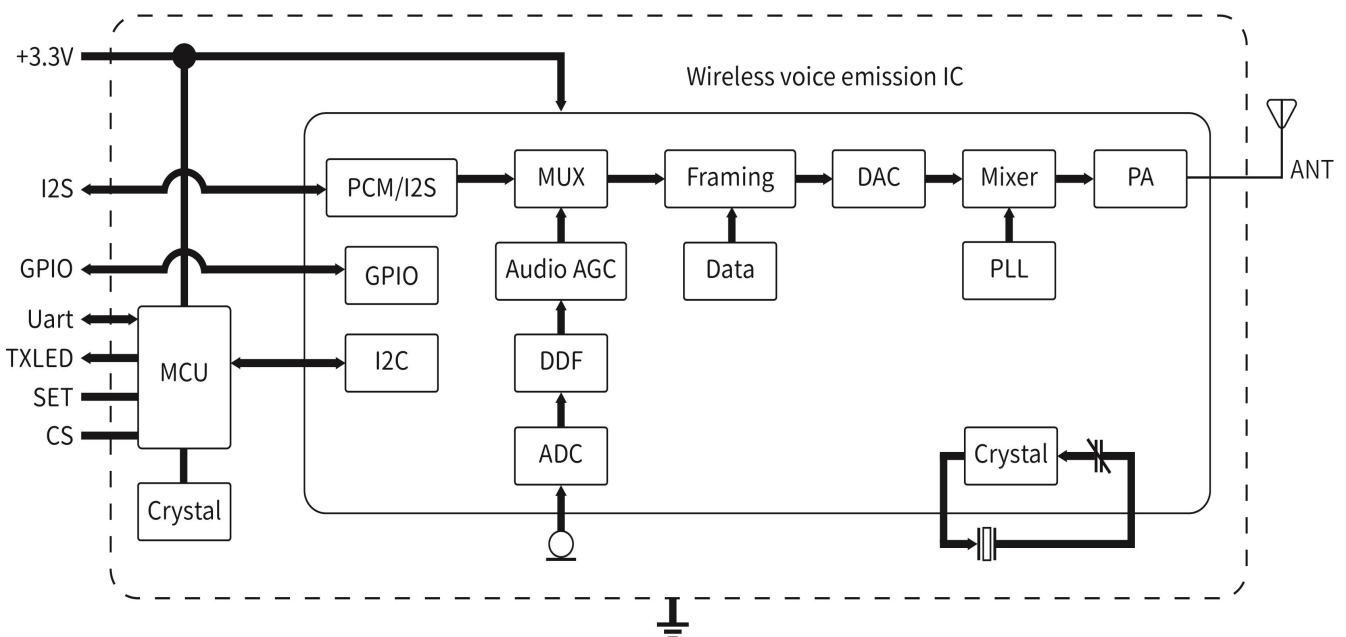 +3.3V
Wireless voice emission IC
I2S
PCM/I2S
MUX
Framing
DAC
Mixer
PA
ANT
GPIO
GPIO
Audio AGC
Data
PLL
Uart
TXLED
MCU
I2C
DDF
SET
CS
ADC
Crystal
Crystal